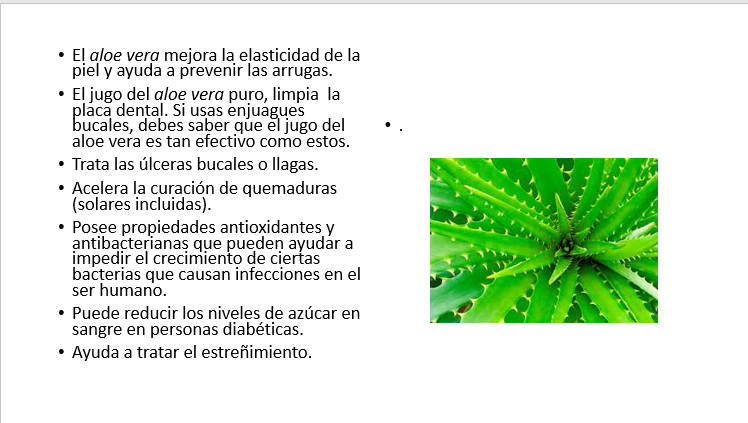 • El aloe vera mejora la elasticidad de la
piel y ayuda a prevenir las arrugas.
• El jugo del aloe vera puro, limpia  la
placa dental. Si usas enjuagues
bucales, debes saber que el jugo del
aloe vera es tan efectivo como estos.
• Trata las úlceras bucales o llagas.
• Acelera la curación de quemaduras
(solares incluidas).
• Posee propiedades antioxidantes y
antibacterianas que pueden ayudar a
impedir el crecimiento de ciertas
bacterias que causan infecciones en el
ser humano.
• Puede reducir los niveles de azúcar en
sangre en personas diabéticas.
• Ayuda a tratar el estreñimiento.
• .